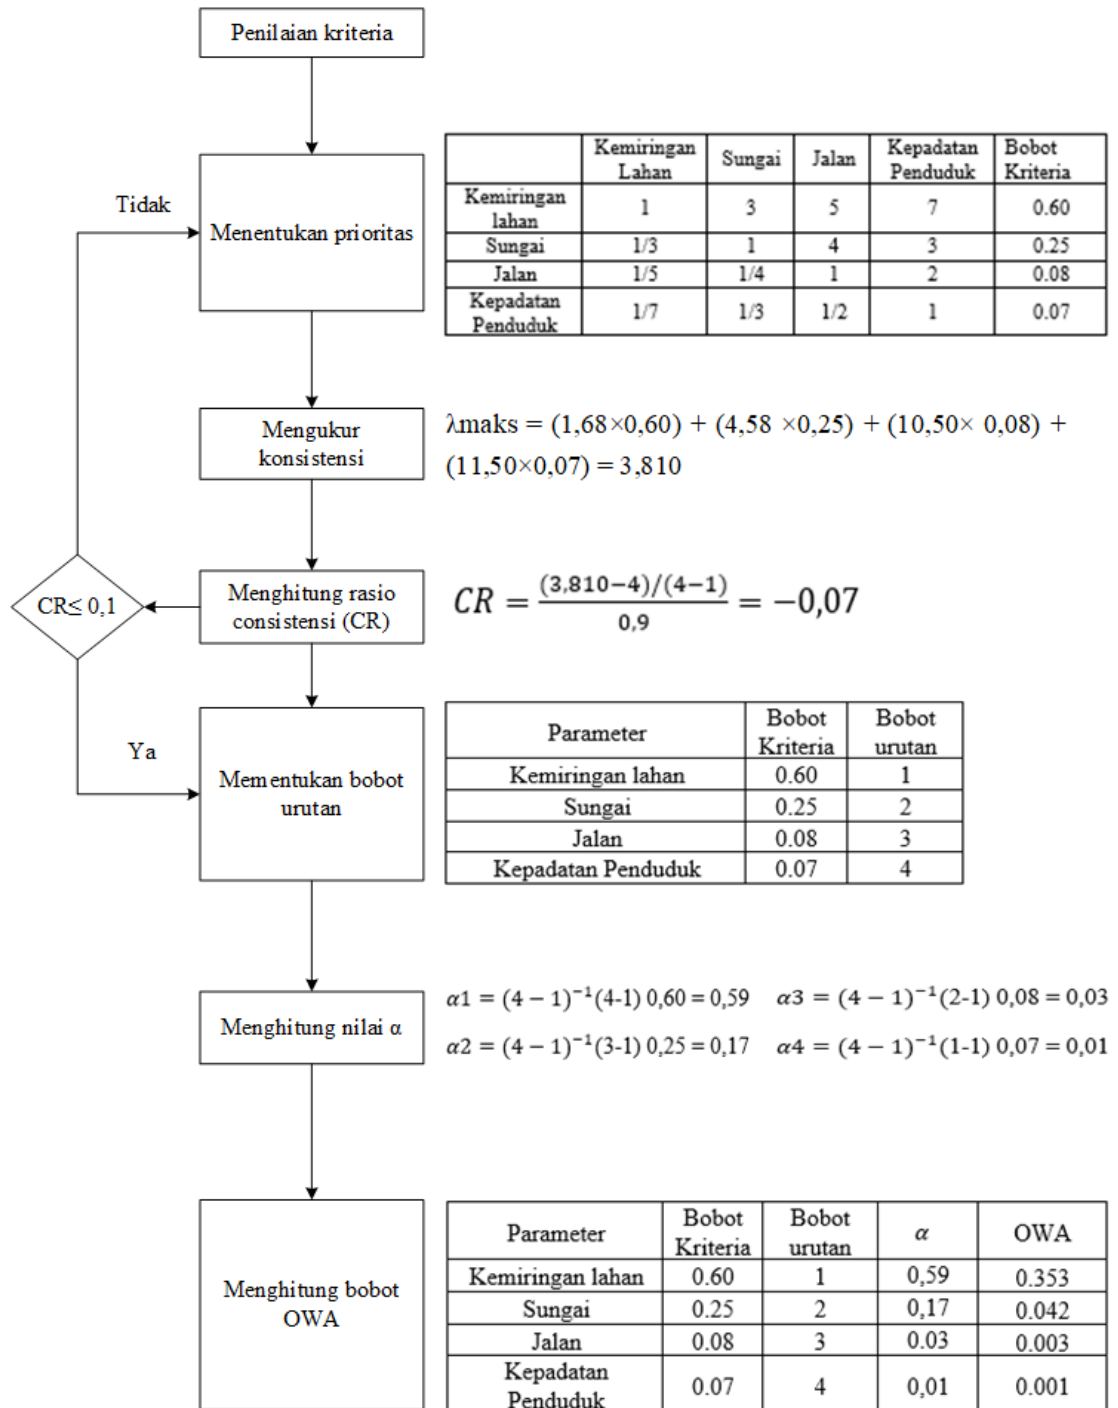 Penilaian kriteria
Tidak
Menentukan prioritas
Kemiringan Lahan Sungai Jalan Kepadatan Penduduk Bobot Kriteria
Kemiringan lahan 1 3 5 7 0.60
Sungai 1/3 1 4 3 0.25
Jalan 1/5 1/4 1 2 0.08
Kepadatan Penduduk 1/7 1/3 1/2 1 0.07
Mengukur
konsistensi
λmaks = (1,68×0,60) + (4,58 ×0,25) + (10,50× 0,08) +
(11,50×0,07) = 3,810
CR≤ 0,1
Menghitung rasio
consistensi (CR)
CR = (3,810−4)/(4−1) / 0,9 = −0,07
Ya
Mementukan bobot
urutan
Parameter Bobot Kriteria Bobot urutan
Kemiringan lahan 0.60 1
Sungai 0.25 2
Jalan 0.08 3
Kepadatan Penduduk 0.07 4
Menghitung nilai α
α1 = (4 − 1)⁻¹(4-1) 0,60 = 0,59 α3 = (4 − 1)⁻¹(2-1) 0,08 = 0,03
α2 = (4 − 1)⁻¹(3-1) 0,25 = 0,17 α4 = (4 − 1)⁻¹(1-1) 0,07 = 0,01
Menghitung bobot
OWA
Parameter Bobot Kriteria Bobot urutan α OWA
Kemiringan lahan 0.60 1 0,59 0.353
Sungai 0.25 2 0,17 0.042
Jalan 0.08 3 0.03 0.003
Kepadatan Penduduk 0.07 4 0,01 0.001